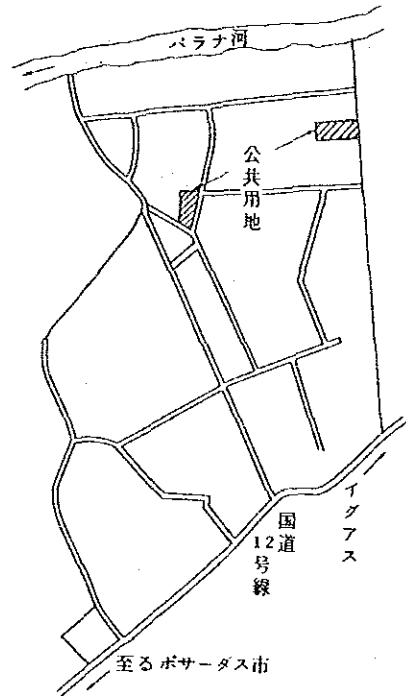 パラナ河
公共用地
イグアス
国道
12号線
至るポサーダス市